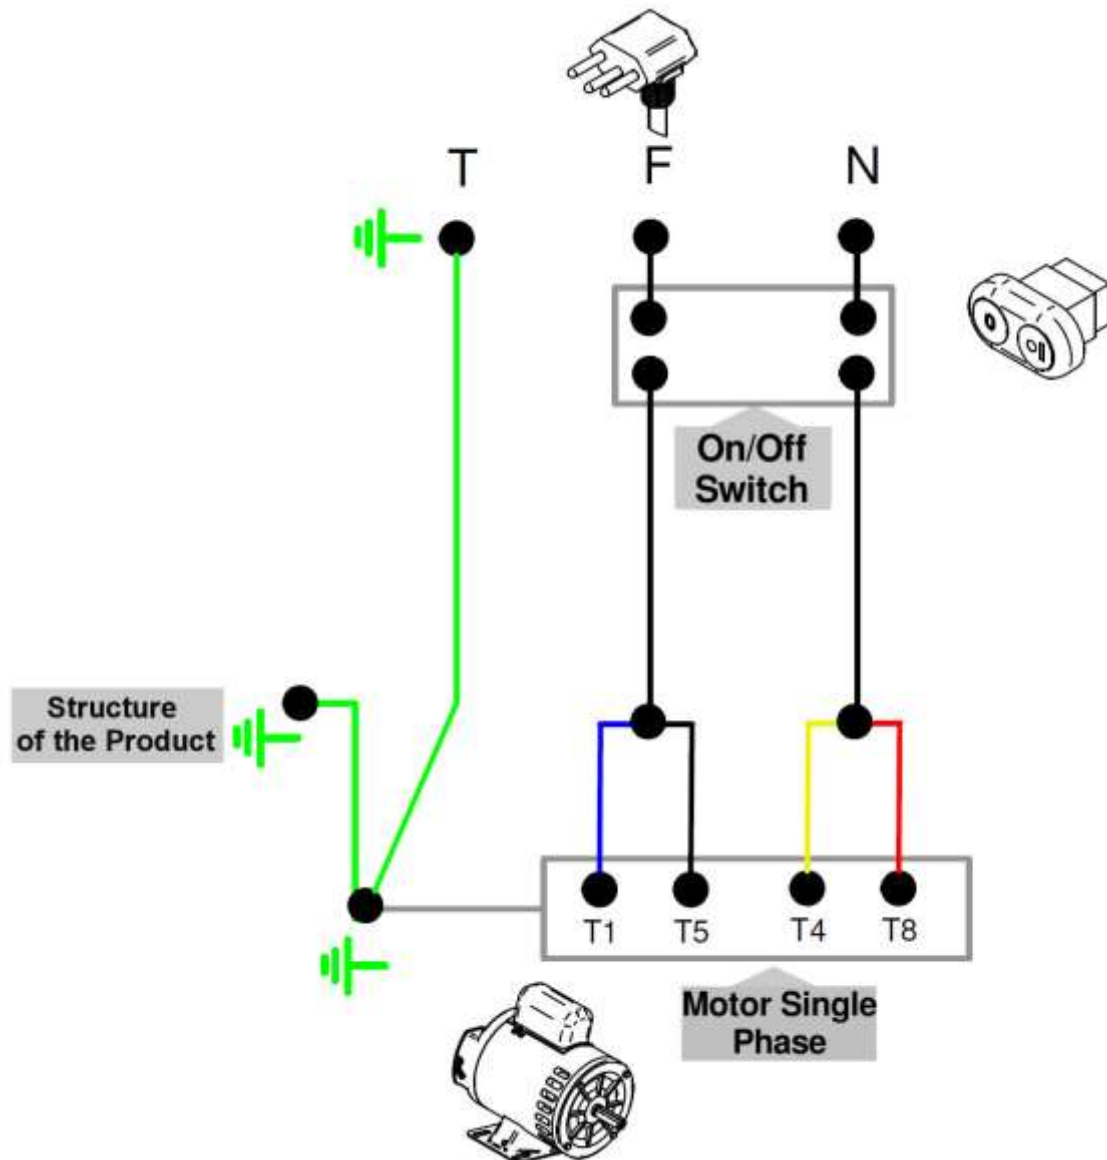 T
F
N
On/Off
Switch
Structure
of the Product
T1
T5
T4
T8
Motor Single
Phase